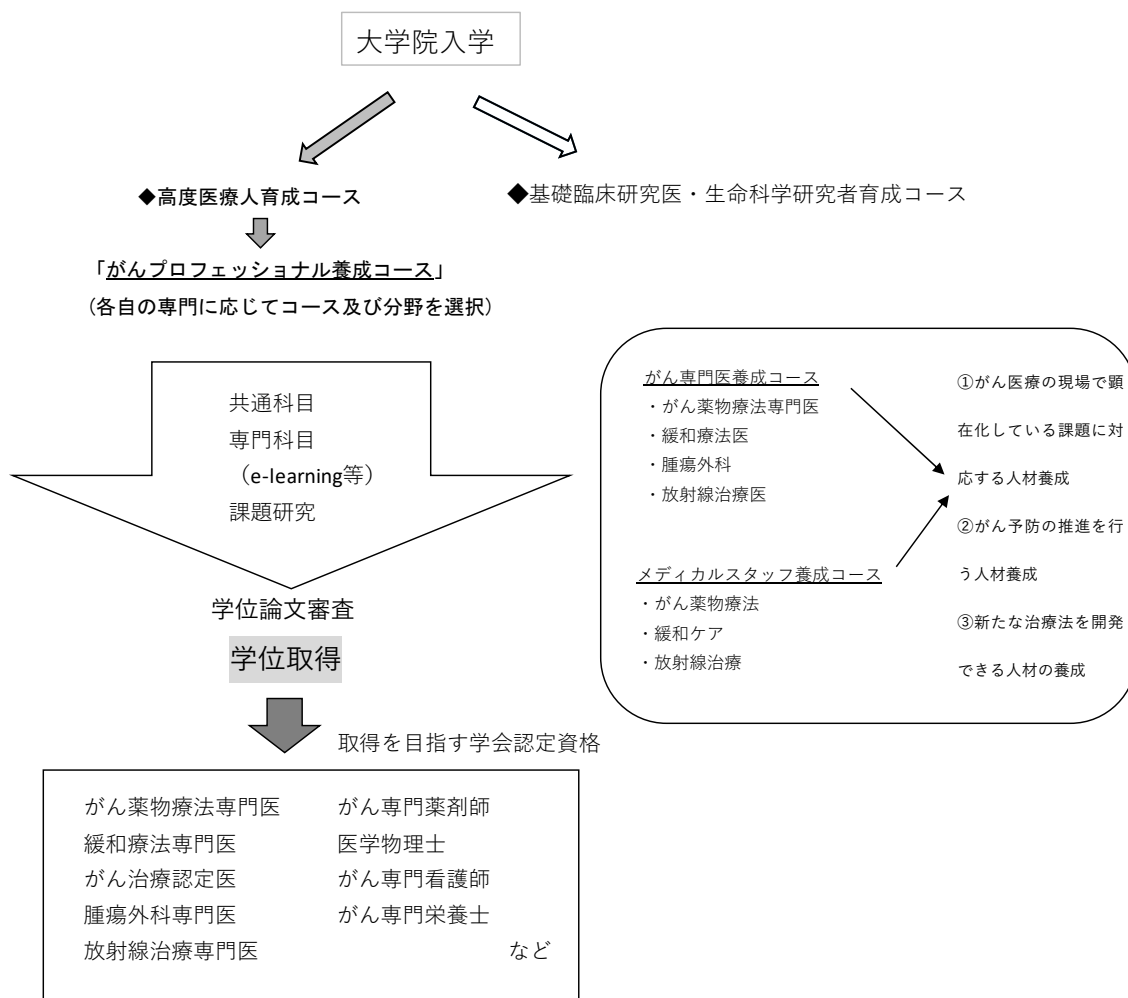 大学院入学
◆高度医療人育成コース
◆基礎臨床研究医・生命科学研究者育成コース
「がんプロフェッショナル養成コース」
(各自の専門に応じてコース及び分野を選択)
共通科目
専門科目
（e-learning等）
課題研究
学位論文審査
学位取得
がん専門医養成コース
・がん薬物療法専門医
・緩和療法医
・腫瘍外科
・放射線治療医
メディカルスタッフ養成コース
・がん薬物療法
・緩和ケア
・放射線治療
①がん医療の現場で顕
在化している課題に対
応する人材養成
②がん予防の推進を行
う人材養成
③新たな治療法を開発
できる人材の養成
取得を目指す学会認定資格
がん薬物療法専門医
緩和療法専門医
がん治療認定医
腫瘍外科専門医
放射線治療専門医
がん専門薬剤師
医学物理士
がん専門看護師
がん専門栄養士
など